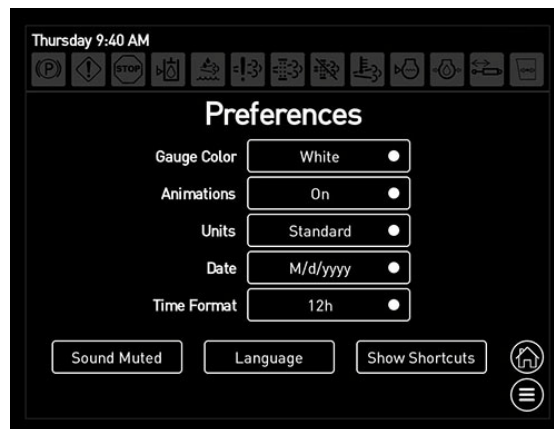 Thursday 9:40 AM
P STOP
Preferences
Gauge Color White
Animations On
Units Standard
Date M/d/yyyy
Time Format 12h
Sound Muted Language Show Shortcuts